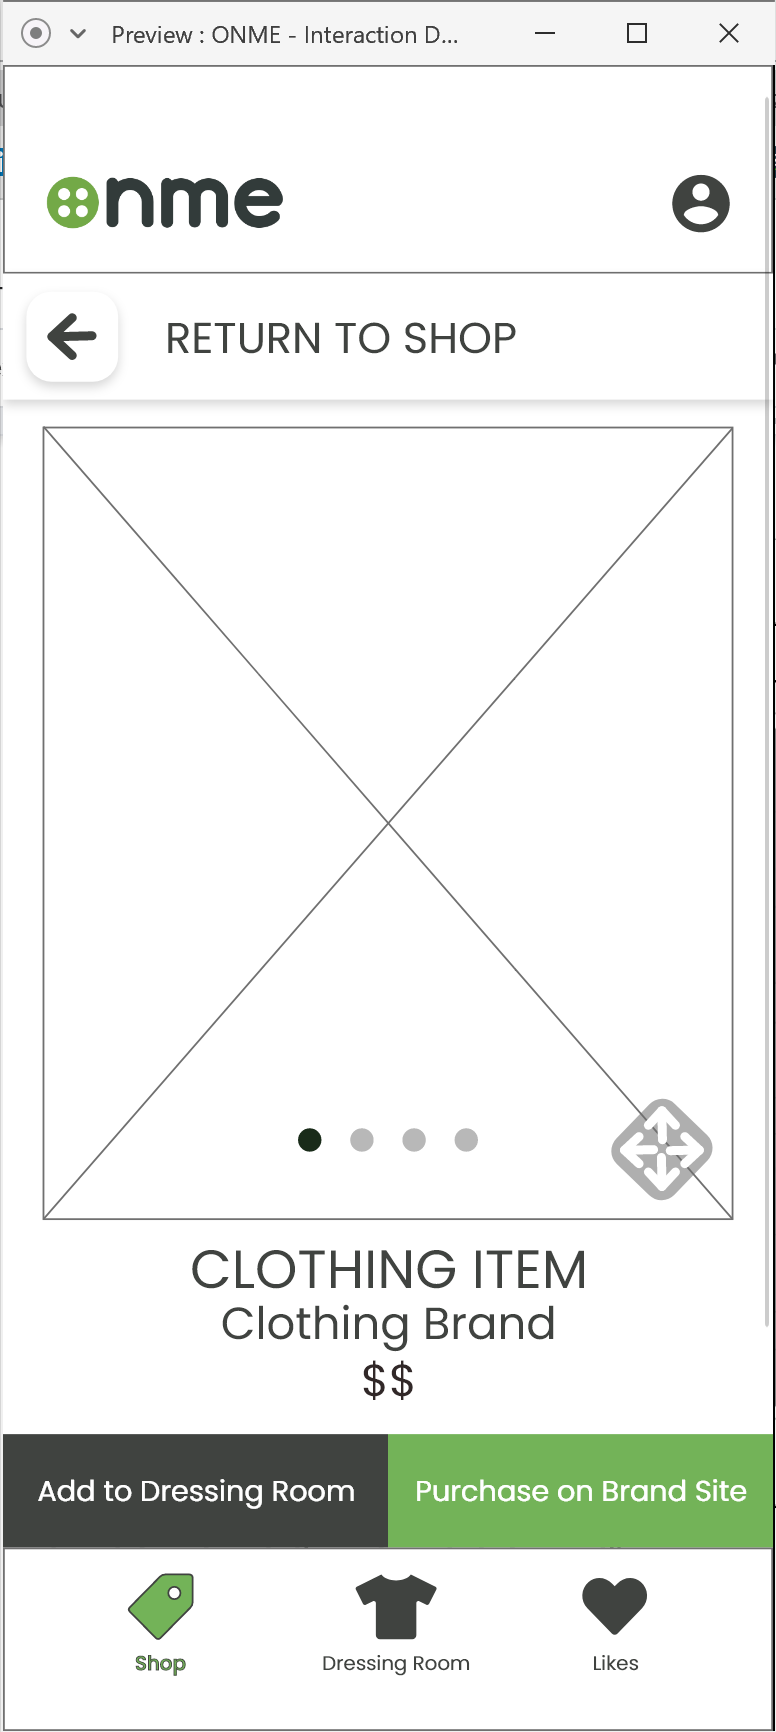 Preview : ONME - Interaction D...
onme
RETURN TO SHOP
CLOTHING ITEM
Clothing Brand
$$
Add to Dressing Room
Purchase on Brand Site
Shop
Dressing Room
Likes